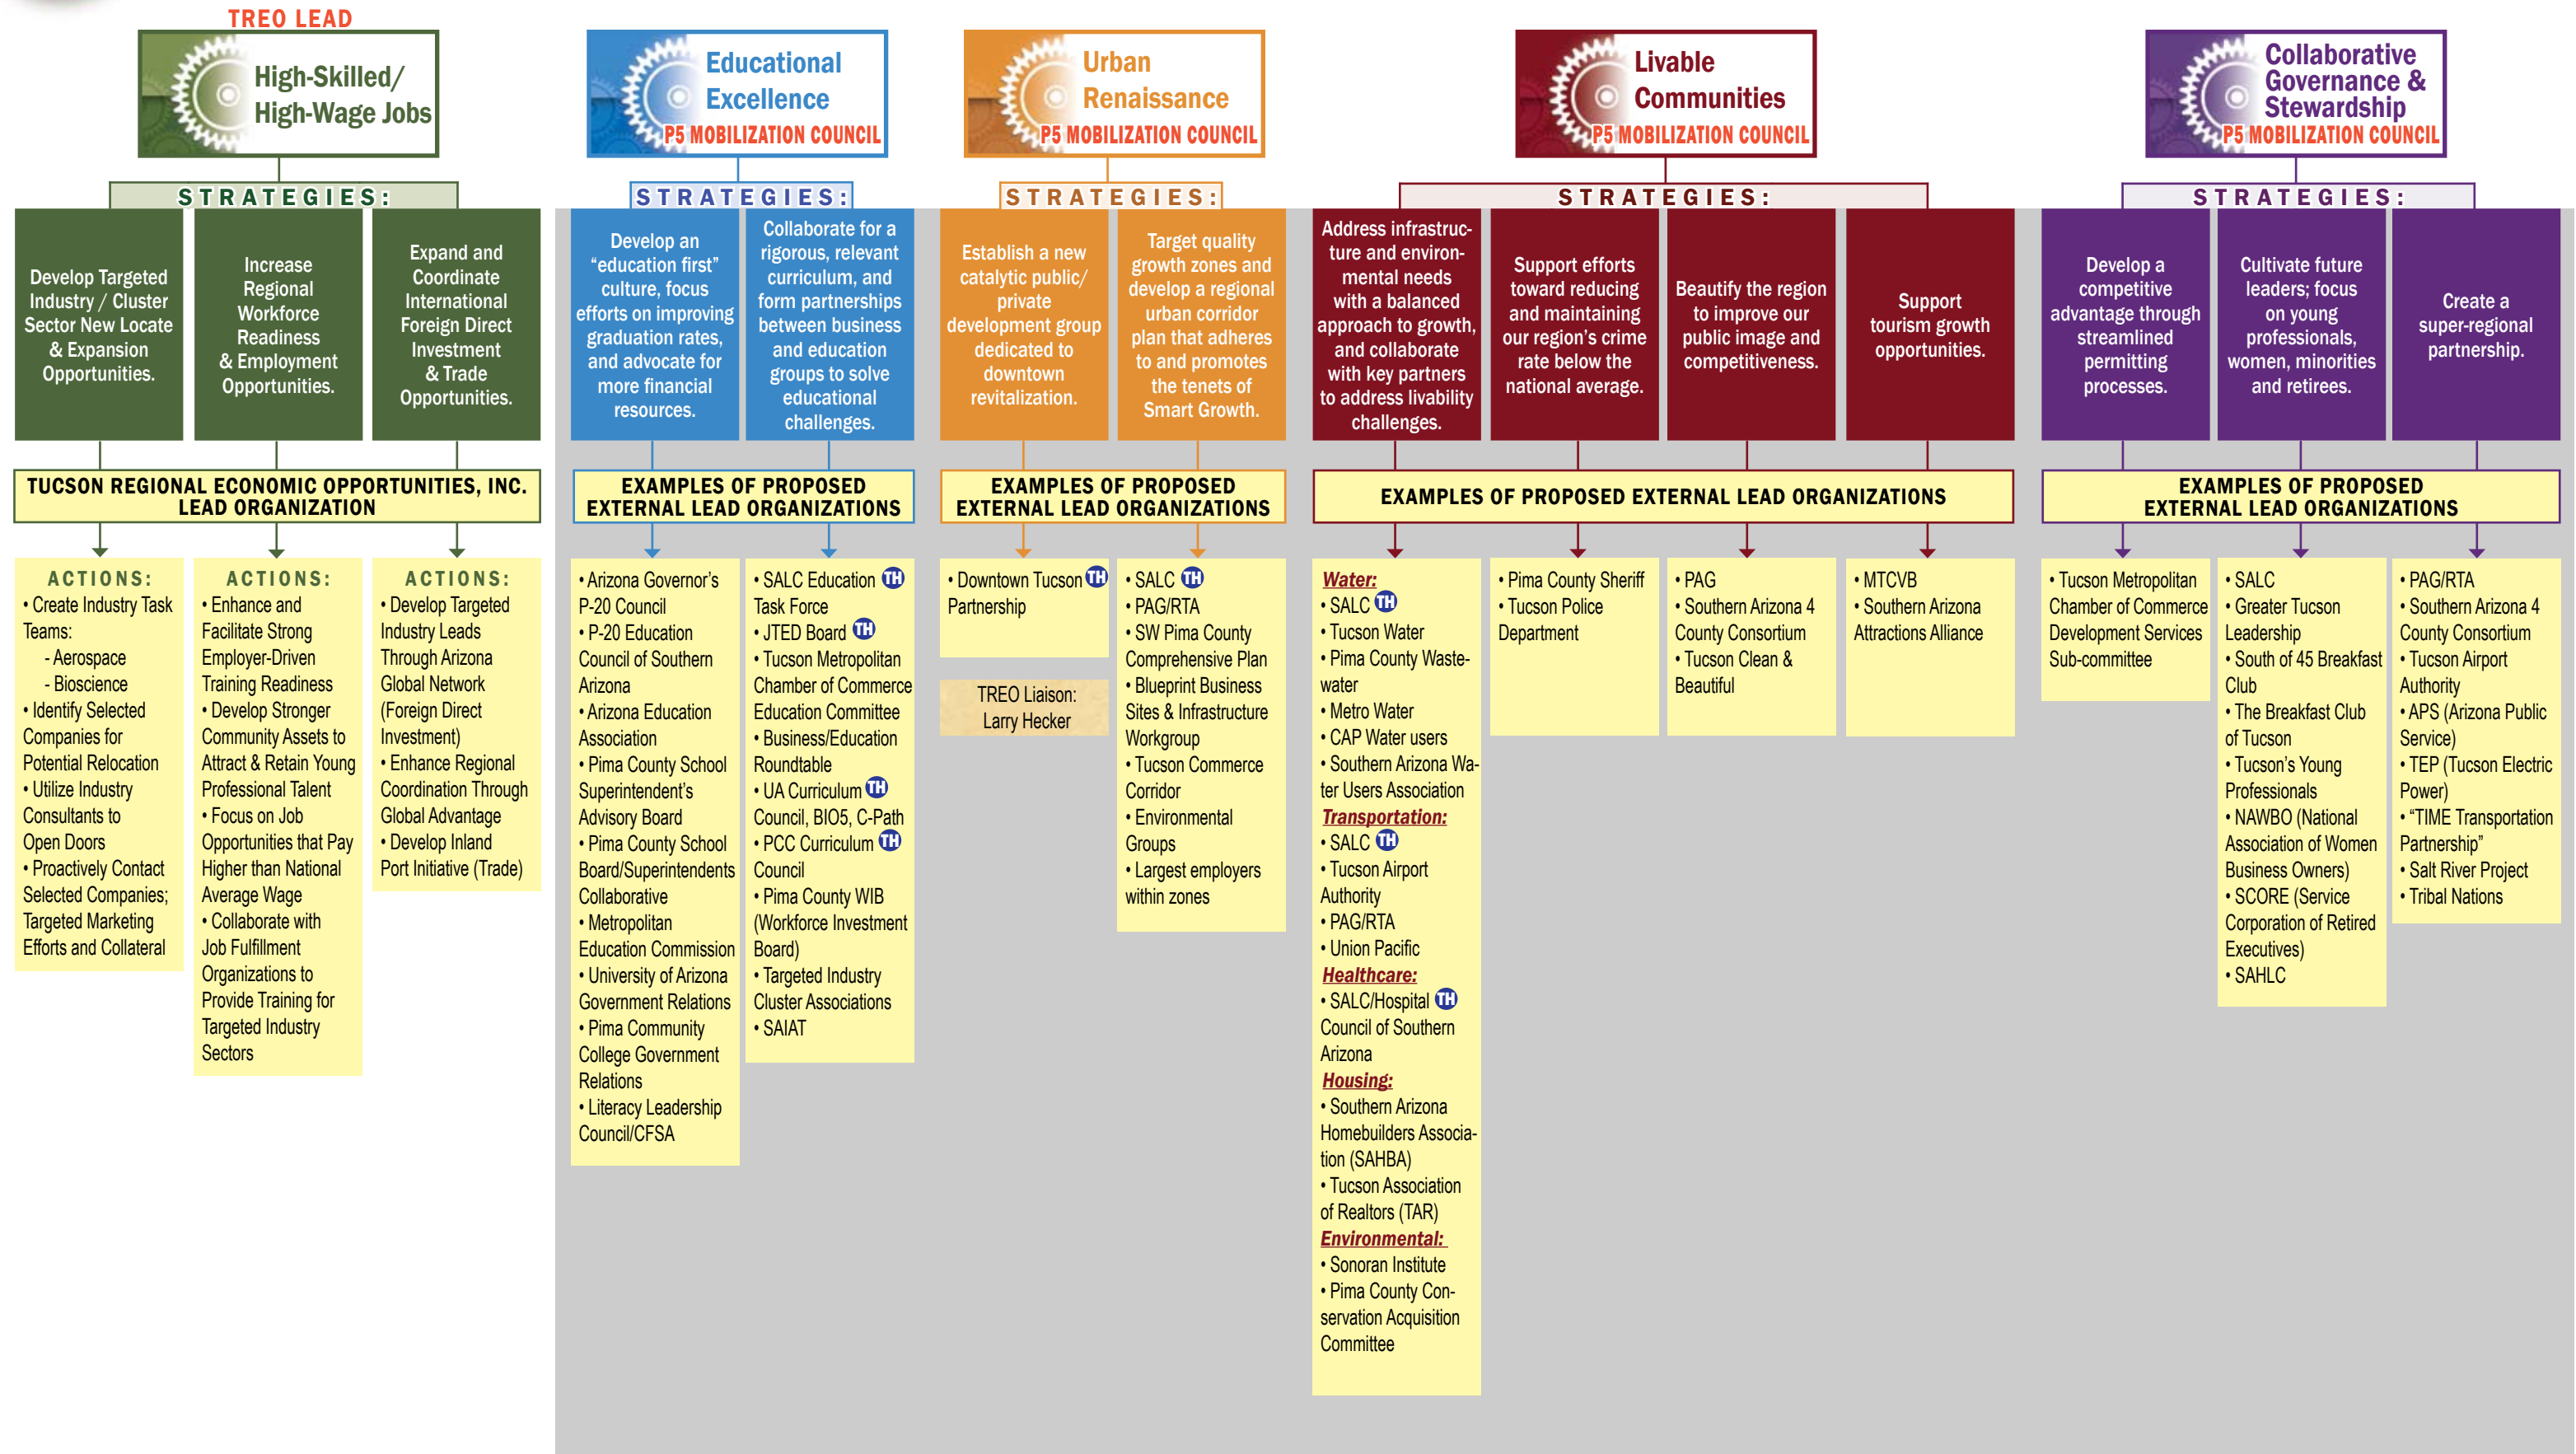 TREO LEAD
High-Skilled/
High-Wage Jobs
STRATEGIES:
Develop Targeted
Industry / Cluster
Sector New Locate
& Expansion
Opportunities.
Increase
Regional
Workforce
Readiness
& Employment
Opportunities.
Expand and
Coordinate
International
Foreign Direct
Investment
& Trade
Opportunities.
TUCSON REGIONAL ECONOMIC OPPORTUNITIES, INC.
LEAD ORGANIZATION
ACTIONS:
• Create Industry Task
Teams:
- Aerospace
- Bioscience
• Identify Selected
Companies for
Potential Relocation
• Utilize Industry
Consultants to
Open Doors
• Proactively Contact
Selected Companies;
Targeted Marketing
Efforts and Collateral
ACTIONS:
• Enhance and
Facilitate Strong
Employer-Driven
Training Readiness
• Develop Stronger
Community Assets to
Attract & Retain Young
Professional Talent
• Focus on Job
Opportunities that Pay
Higher than National
Average Wage
• Collaborate with
Job Fulfillment
Organizations to
Provide Training for
Targeted Industry
Sectors
ACTIONS:
• Develop Targeted
Industry Leads
Through Arizona
Global Network
(Foreign Direct
Investment)
• Enhance Regional
Coordination Through
Global Advantage
• Develop Inland
Port Initiative (Trade)
Educational
Excellence
P5 MOBILIZATION COUNCIL
STRATEGIES:
Develop an
“education first”
culture, focus
efforts on improving
graduation rates,
and advocate for
more financial
resources.
Collaborate for a
rigorous, relevant
curriculum, and
form partnerships
between business
and education
groups to solve
educational
challenges.
EXAMPLES OF PROPOSED
EXTERNAL LEAD ORGANIZATIONS
• Arizona Governor’s
P-20 Council
• P-20 Education
Council of Southern
Arizona
• Arizona Education
Association
• Pima County School
Superintendent’s
Advisory Board
• Pima County School
Board/Superintendents
Collaborative
• Metropolitan
Education Commission
• University of Arizona
Government Relations
• Pima Community
College Government
Relations
• Literacy Leadership
Council/CFSA
• SALC Education TH
Task Force
• JTED Board TH
• Tucson Metropolitan
Chamber of Commerce
Education Committee
• Business/Education
Roundtable
• UA Curriculum TH
Council, BIO5, C-Path
• PCC Curriculum TH
Council
• Pima County WIB
(Workforce Investment
Board)
• Targeted Industry
Cluster Associations
• SAIAT
Urban
Renaissance
P5 MOBILIZATION COUNCIL
STRATEGIES:
Establish a new
catalytic public/
private
development group
dedicated to
downtown
revitalization.
Target quality
growth zones and
develop a regional
urban corridor
plan that adheres
to and promotes
the tenets of
Smart Growth.
EXAMPLES OF PROPOSED
EXTERNAL LEAD ORGANIZATIONS
• Downtown Tucson TH
Partnership
TREO Liaison:
Larry Hecker
• SALC TH
• PAG/RTA
• SW Pima County
Comprehensive Plan
• Blueprint Business
Sites & Infrastructure
Workgroup
• Tucson Commerce
Corridor
• Environmental
Groups
• Largest employers
within zones
Livable
Communities
P5 MOBILIZATION COUNCIL
STRATEGIES:
Address infrastruc-
ture and environ-
mental needs
with a balanced
approach to growth,
and collaborate
with key partners
to address livability
challenges.
Support efforts
toward reducing
and maintaining
our region’s crime
rate below the
national average.
Beautify the region
to improve our
public image and
competitiveness.
Support
tourism growth
opportunities.
EXAMPLES OF PROPOSED EXTERNAL LEAD ORGANIZATIONS
Water:
• SALC TH
• Tucson Water
• Pima County Waste-
water
• Metro Water
• CAP Water users
• Southern Arizona Wa-
ter Users Association
Transportation:
• SALC TH
• Tucson Airport
Authority
• PAG/RTA
• Union Pacific
Healthcare:
• SALC/Hospital TH
Council of Southern
Arizona
Housing:
• Southern Arizona
Homebuilders Associa-
tion (SAHBA)
• Tucson Association
of Realtors (TAR)
Environmental:
• Sonoran Institute
• Pima County Con-
servation Acquisition
Committee
• Pima County Sheriff
• Tucson Police
Department
• PAG
• Southern Arizona 4
County Consortium
• Tucson Clean &
Beautiful
• MTCVB
• Southern Arizona
Attractions Alliance
Collaborative
Governance &
Stewardship
P5 MOBILIZATION COUNCIL
STRATEGIES:
Develop a
competitive
advantage through
streamlined
permitting
processes.
Cultivate future
leaders; focus
on young
professionals,
women, minorities
and retirees.
Create a
super-regional
partnership.
EXAMPLES OF PROPOSED
EXTERNAL LEAD ORGANIZATIONS
• Tucson Metropolitan
Chamber of Commerce
Development Services
Sub-committee
• SALC
• Greater Tucson
Leadership
• South of 45 Breakfast
Club
• The Breakfast Club
of Tucson
• Tucson’s Young
Professionals
• NAWBO (National
Association of Women
Business Owners)
• SCORE (Service
Corporation of Retired
Executives)
• SAHLC
• PAG/RTA
• Southern Arizona 4
County Consortium
• Tucson Airport
Authority
• APS (Arizona Public
Service)
• TEP (Tucson Electric
Power)
• “TIME Transportation
Partnership”
• Salt River Project
• Tribal Nations